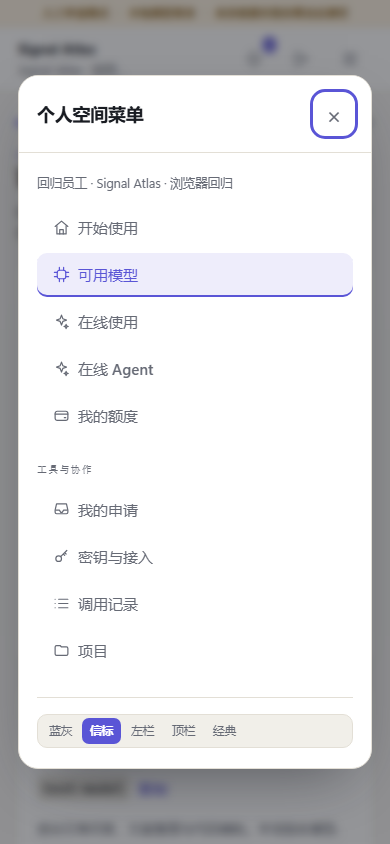 Signal Atlas
个人空间菜单
回归员工 · Signal Atlas · 浏览器回归
开始使用
可用模型
在线使用
在线 Agent
我的额度
工具与协作
我的申请
密钥与接入
调用记录
项目
蓝灰 信标 左栏 顶栏 经典